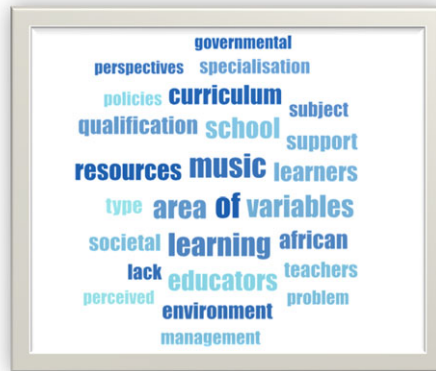 governmental
perspectives specialisation
policies curriculum subject
qualification school support
resources music learners
type area of variables
societal learning african
lack educators teachers
perceived environment problem
management